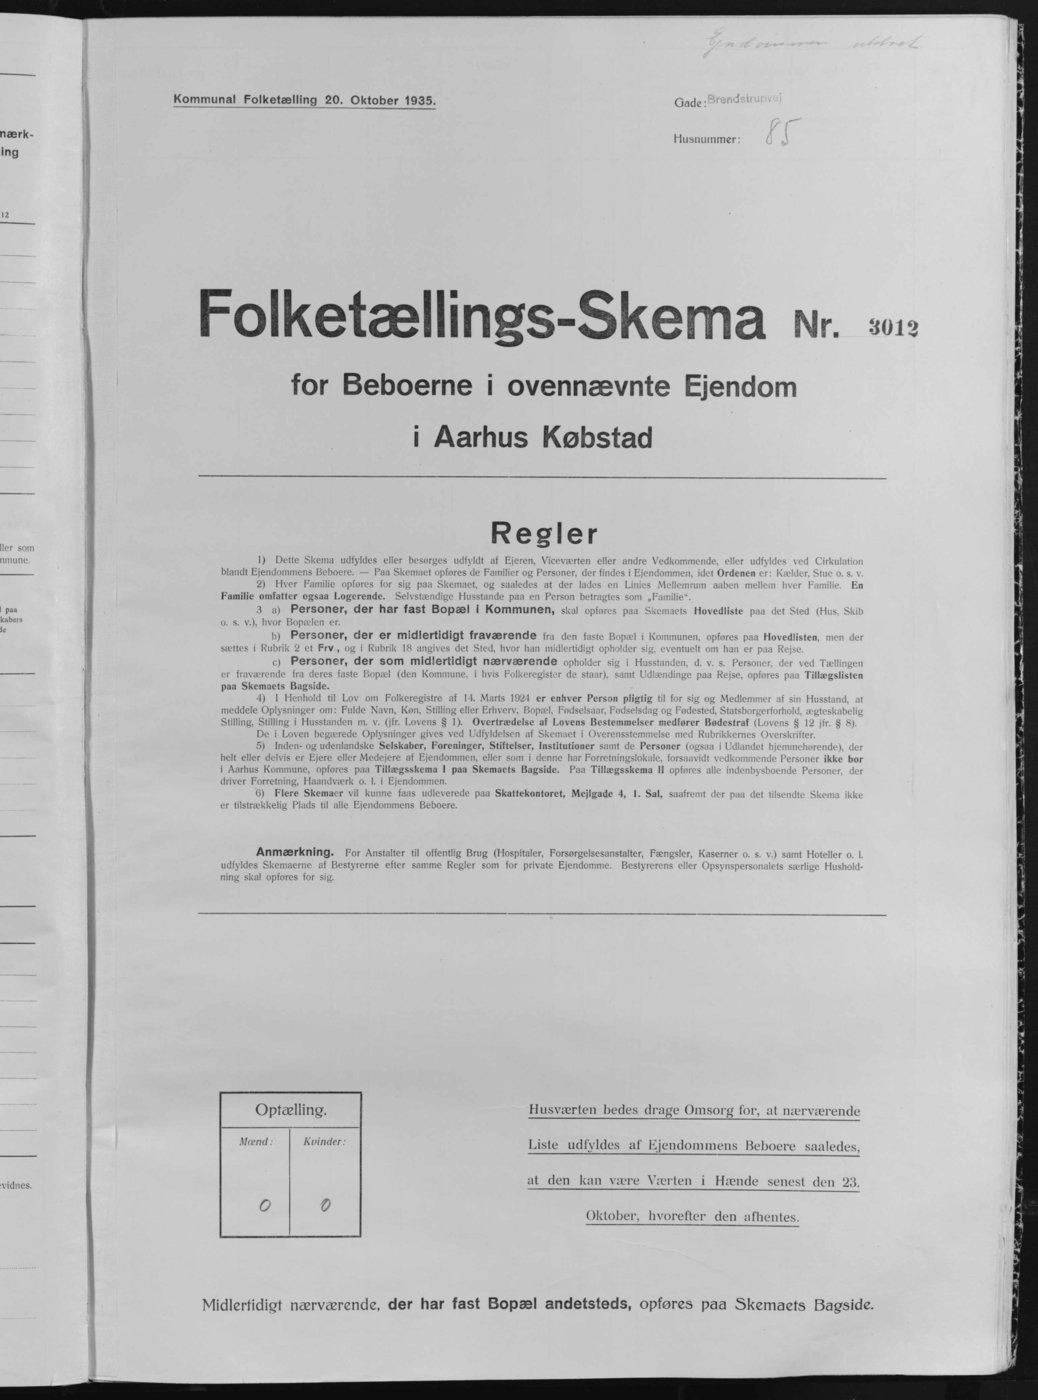 Kommunal Folketælling 20. Oktober 1935.
Gade: Brendstrupvej
Husnummer: 85
Folketællings-Skema Nr. 3012
for Beboerne i ovennævnte Ejendom
i Aarhus Købstad
Regler
1) Dette Skema udfyldes eller besørges udfyldt af Ejeren, Viceværten eller andre Vedkommende, eller udfyldes ved Cirkulation
blandt Ejendommens Beboere. — Paa Skemaet opføres de Familier og Personer, der findes i Ejendommen, idet Ordenen er: Kælder, Stue o. s. v.
2) Hver Familie opføres for sig paa Skemaet, og saaledes at der lades en Linies Mellemrum aaben mellem hver Familie. En
Familie omfatter ogsaa Logerende. Selvstændige Husstande paa en Person betragtes som „Familie“.
3 a) Personer, der har fast Bopæl i Kommunen, skal opføres paa Skemaets Hovedliste paa det Sted (Hus, Skib
o. s. v.), hvor Bopælen er.
b) Personer, der er midlertidigt fraværende fra den faste Bopæl i Kommunen, opføres paa Hovedlisten, men der
sættes i Rubrik 2 et Frv., og i Rubrik 18 angives det Sted, hvor han midlertidigt opholder sig, eventuelt om han er paa Rejse.
c) Personer, der som midlertidigt nærværende opholder sig i Husstanden, d. v. s. Personer, der ved Tællingen
er fraværende fra deres faste Bopæl (den Kommune, i hvis Folkeregister de staar), samt Udlændinge paa Rejse, opføres paa Tillægslisten
paa Skemaets Bagside.
4) I Henhold til Lov om Folkeregistre af 14. Marts 1924 er enhver Person pligtig til for sig og Medlemmer af sin Husstand, at
meddele Oplysninger om: Fulde Navn, Køn, Stilling eller Erhverv, Bopæl, Fødselsaar, Fødselsdag og Fødested, Statsborgerforhold, ægteskabelig
Stilling, Stilling i Husstanden m. v. (jfr. Lovens § 1). Overtrædelse af Lovens Bestemmelser medfører Bødestraf (Lovens § 12 jfr. § 8).
De i Loven begærede Oplysninger gives ved Udfyldelsen af Skemaet i Overensstemmelse med Rubrikkernes Overskrifter.
5) Inden- og udenlandske Selskaber, Foreninger, Stiftelser, Institutioner samt de Personer (ogsaa i Udlandet hjemmehørende), der
helt eller delvis er Ejere eller Medejere af Ejendommen, eller som i denne har Forretningslokale, forsaavidt vedkommende Personer ikke bor
i Aarhus Kommune, opføres paa Tillægsskema I paa Skemaets Bagside. Paa Tillægsskema II opføres alle indenbysboende Personer, der
driver Forretning, Haandværk o. l. i Ejendommen.
6) Flere Skemaer vil kunne faas udleverede paa Skattekontoret, Mejlgade 4, 1. Sal, saafremt der paa det tilsendte Skema ikke
er tilstrækkelig Plads til alle Ejendommens Beboere.
Anmærkning. For Anstalter til offentlig Brug (Hospitaler, Forsørgelsesanstalter, Fængsler, Kaserner o. s. v.) samt Hoteller o. l.
udfyldes Skemaerne af Bestyrerne efter samme Regler som for private Ejendomme. Bestyrerens eller Opsynspersonalets særlige Hushold-
ning skal opføres for sig.
Optælling.
Mænd: Kvinder:
0 0
Husværten bedes drage Omsorg for, at nærværende
Liste udfyldes af Ejendommens Beboere saaledes,
at den kan være Værten i Hænde senest den 23.
Oktober, hvorefter den afhentes.
Midlertidigt nærværende, der har fast Bopæl andetsteds, opføres paa Skemaets Bagside.